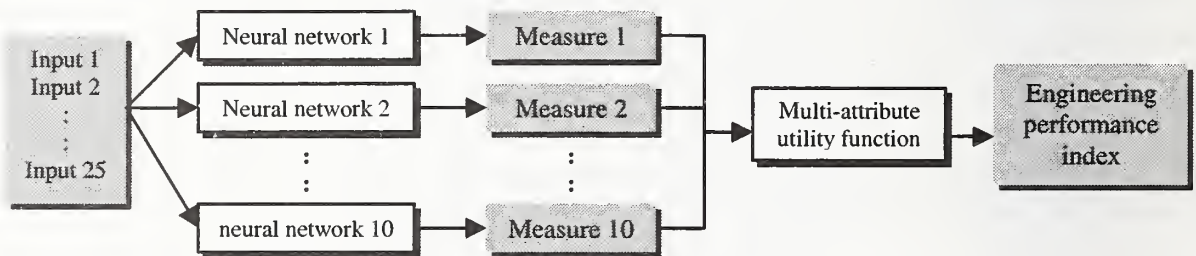 Input 1
Input 2
:
:
Input 25
Neural network 1
Neural network 2
:
:
neural network 10
Measure 1
Measure 2
:
:
Measure 10
Multi-attribute
utility function
Engineering
performance
index